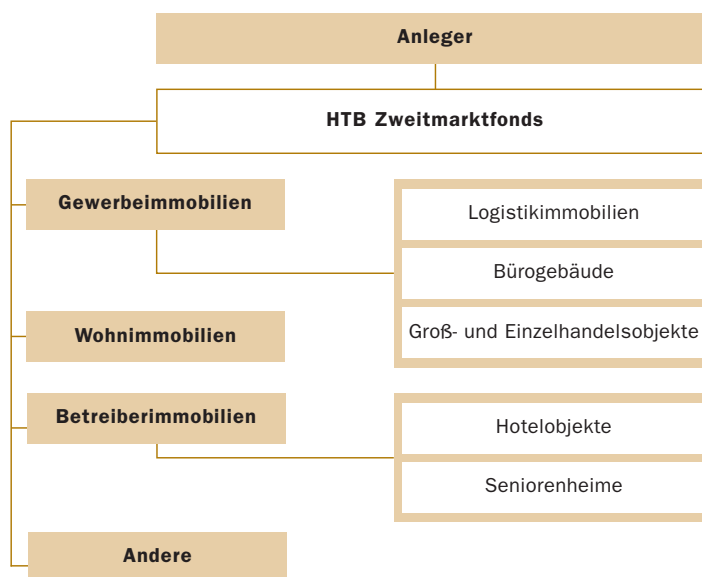 Anleger
HTB Zweitmarktfonds
Gewerbeimmobilien
Logistikimmobilien
Bürogebäude
Groß- und Einzelhandelsobjekte
Wohnimmobilien
Betreiberimmobilien
Hotelobjekte
Seniorenheime
Andere